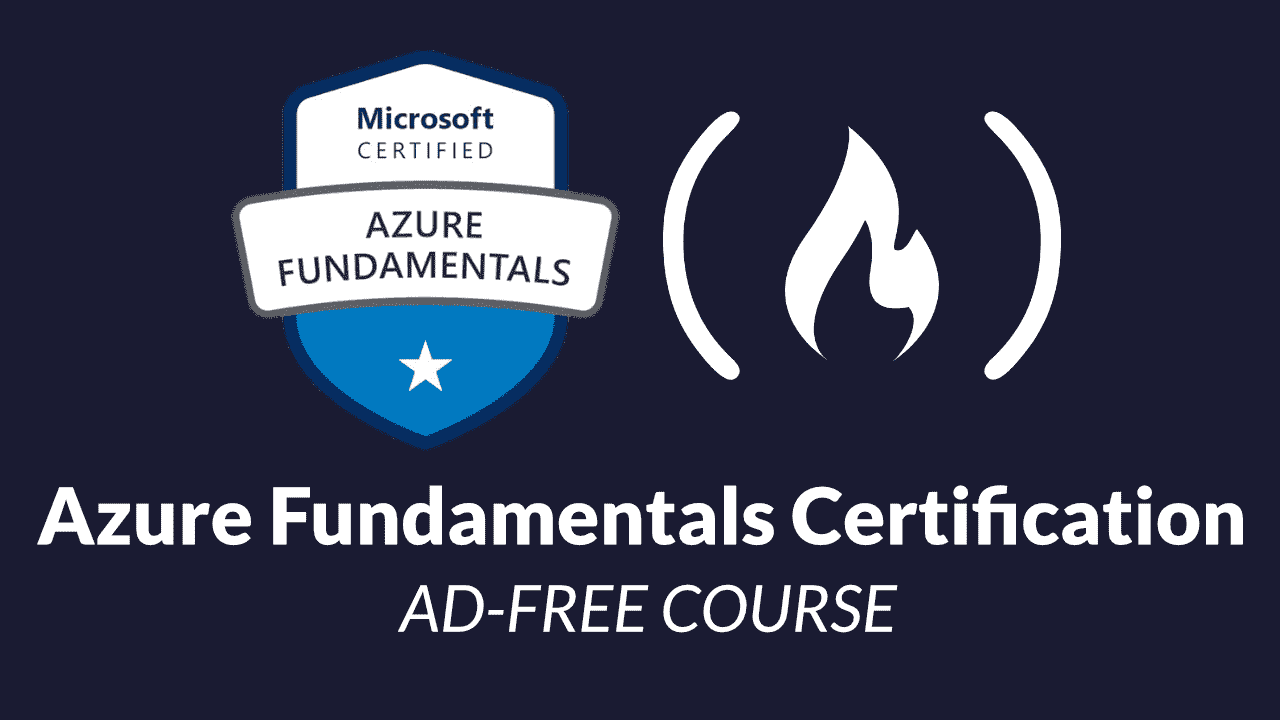 Microsoft
CERTIFIED
AZURE
FUNDAMENTALS
Azure Fundamentals Certification
AD-FREE COURSE